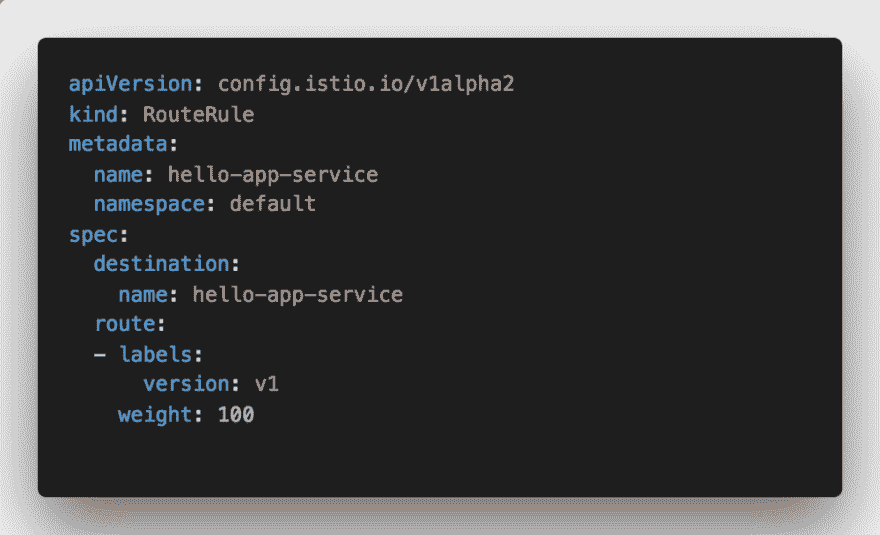 apiVersion: config.istio.io/v1alpha2
kind: RouteRule
metadata:
  name: hello-app-service
  namespace: default
spec:
  destination:
    name: hello-app-service
  route:
  - labels:
      version: v1
    weight: 100